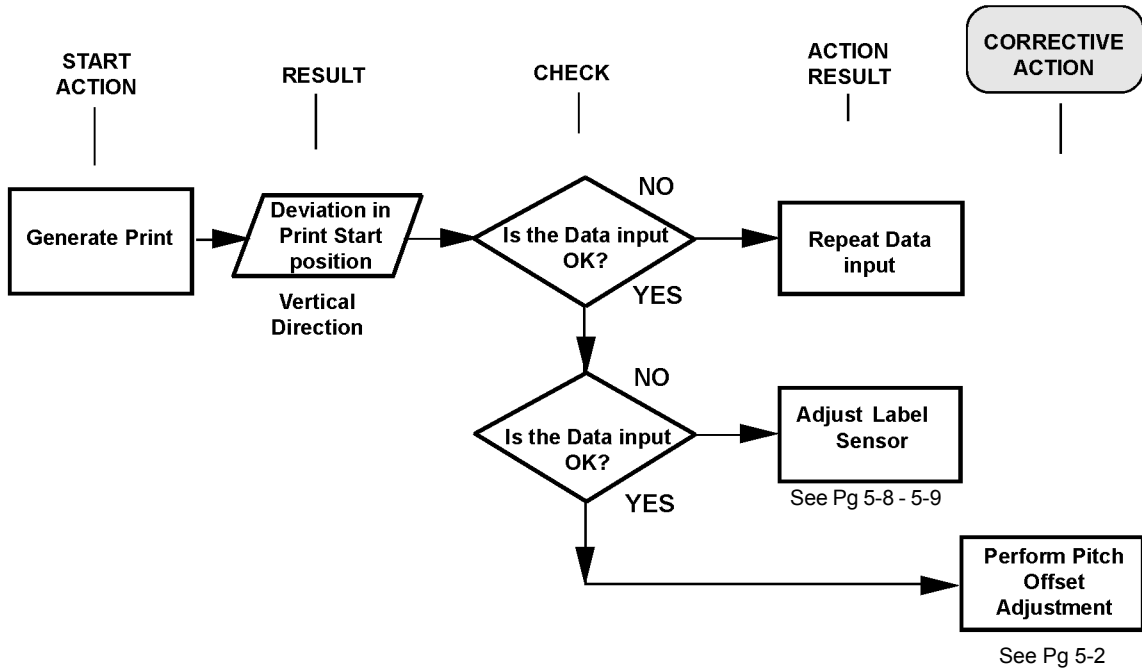 START
ACTION
RESULT
CHECK
ACTION
RESULT
CORRECTIVE
ACTION
Generate Print
Deviation in
Print Start
position
Vertical
Direction
Is the Data input
OK?
NO
YES
Repeat Data
input
Is the Data input
OK?
NO
YES
Adjust Label
Sensor
See Pg 5-8 - 5-9
Perform Pitch
Offset
Adjustment
See Pg 5-2